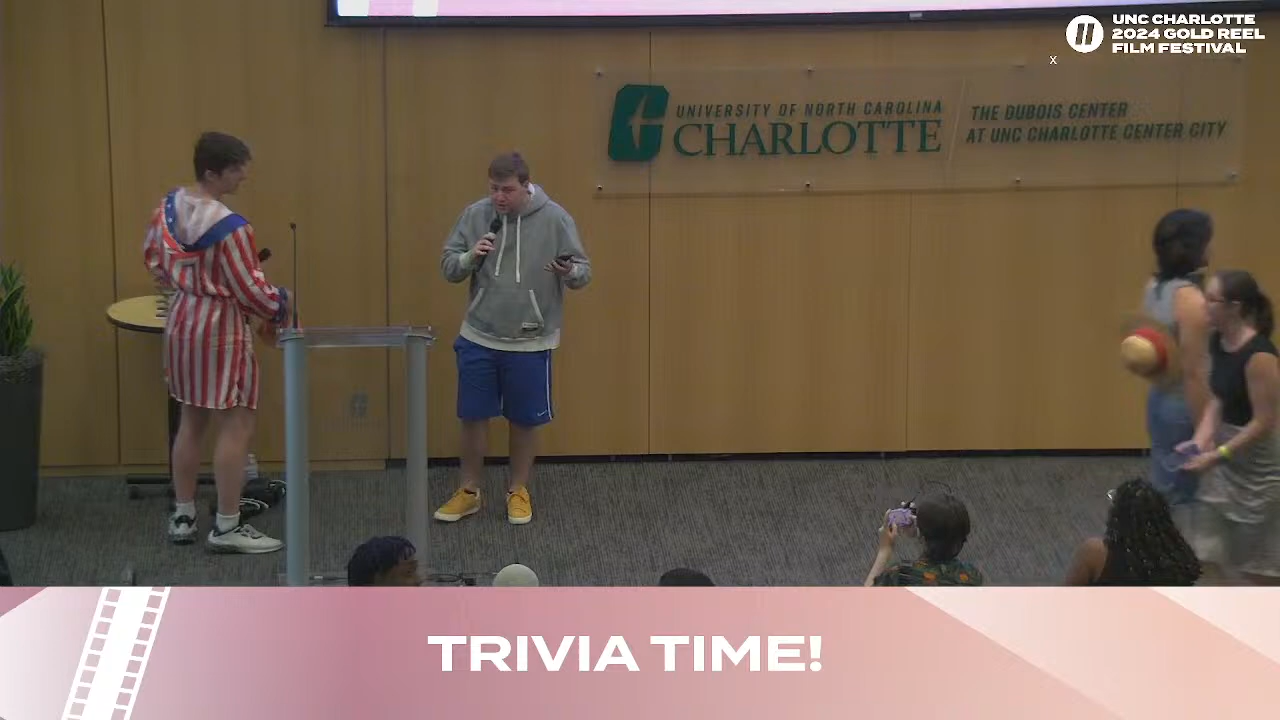 UNC CHARLOTTE
2024 GOLD REEL
FILM FESTIVAL
x
UNIVERSITY OF NORTH CAROLINA
CHARLOTTE
THE DUBOIS CENTER
AT UNC CHARLOTTE CENTER CITY
TRIVIA TIME!